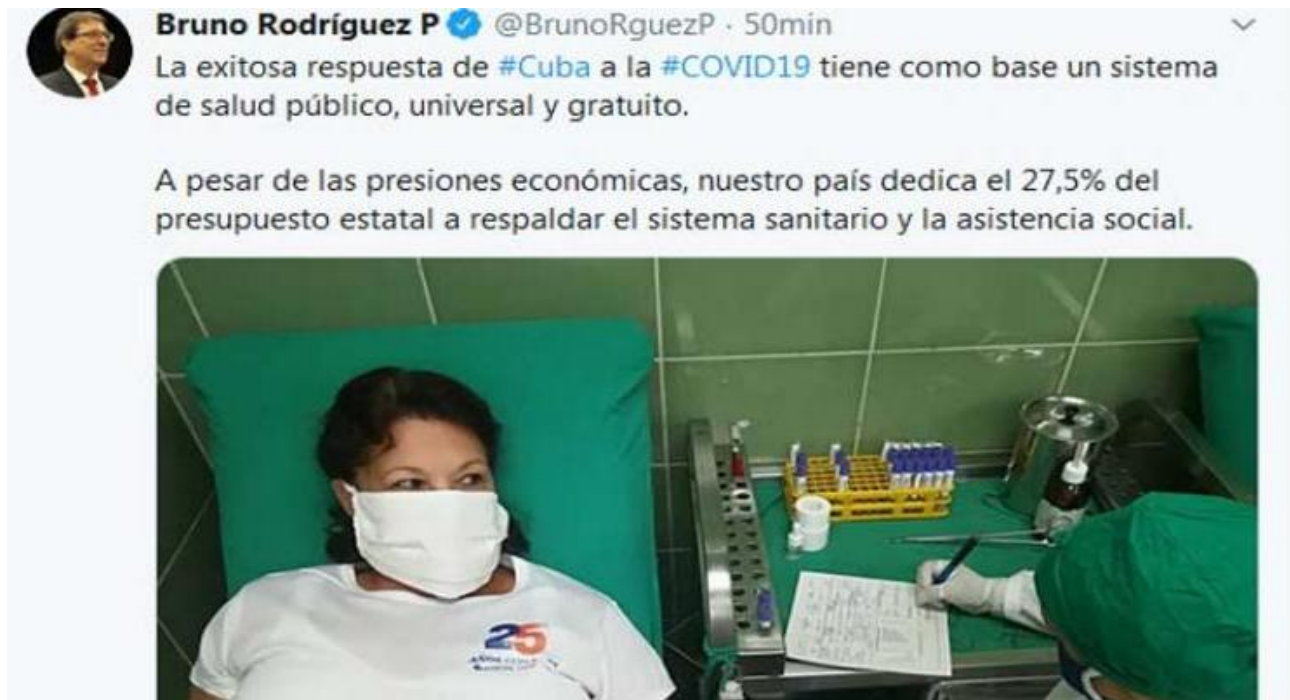 Bruno Rodríguez P @BrunoRguezP · 50min
La exitosa respuesta de #Cuba a la #COVID19 tiene como base un sistema
de salud público, universal y gratuito.
A pesar de las presiones económicas, nuestro país dedica el 27,5% del
presupuesto estatal a respaldar el sistema sanitario y la asistencia social.
25